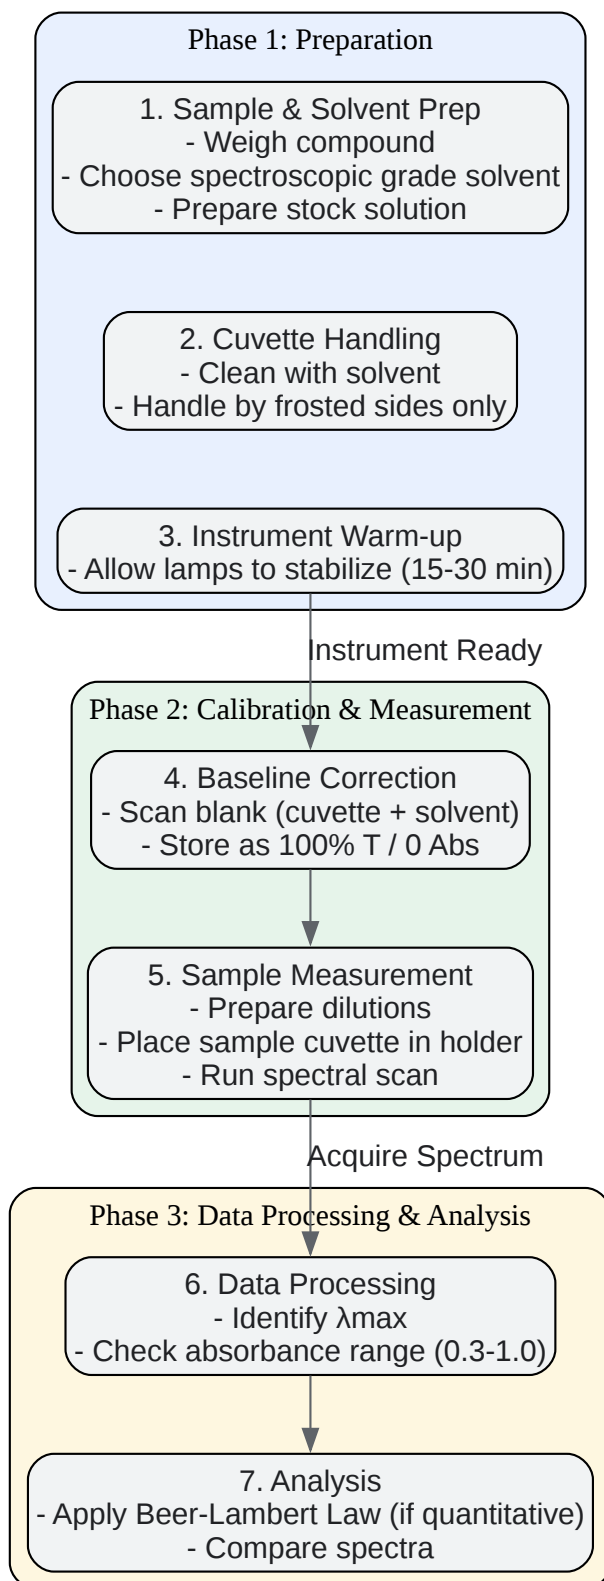 Phase 1: Preparation
1. Sample & Solvent Prep
- Weigh compound
- Choose spectroscopic grade solvent
- Prepare stock solution
2. Cuvette Handling
- Clean with solvent
- Handle by frosted sides only
3. Instrument Warm-up
- Allow lamps to stabilize (15-30 min)
Instrument Ready
Phase 2: Calibration & Measurement
4. Baseline Correction
- Scan blank (cuvette + solvent)
- Store as 100% T / 0 Abs
5. Sample Measurement
- Prepare dilutions
- Place sample cuvette in holder
- Run spectral scan
Acquire Spectrum
Phase 3: Data Processing & Analysis
6. Data Processing
- Identify λmax
- Check absorbance range (0.3-1.0)
7. Analysis
- Apply Beer-Lambert Law (if quantitative)
- Compare spectra